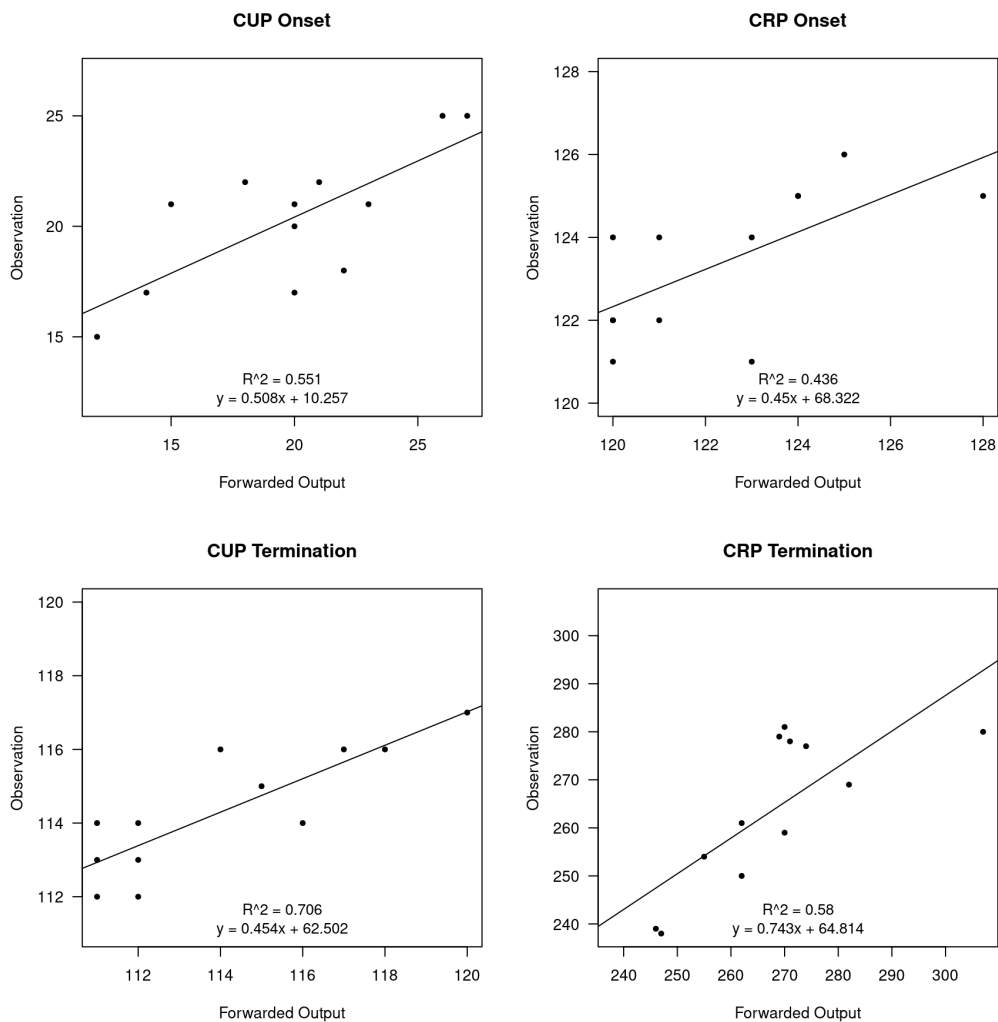 CUP Onset
Observation
25
20
15
R^2 = 0.551
y = 0.508x + 10.257
15 20 25
Forwarded Output
CRP Onset
Observation
128
126
124
122
120
R^2 = 0.436
y = 0.45x + 68.322
120 122 124 126 128
Forwarded Output
CUP Termination
Observation
120
118
116
114
112
R^2 = 0.706
y = 0.454x + 62.502
112 114 116 118 120
Forwarded Output
CRP Termination
Observation
300
290
280
270
260
250
240
R^2 = 0.58
y = 0.743x + 64.814
240 250 260 270 280 290 300
Forwarded Output